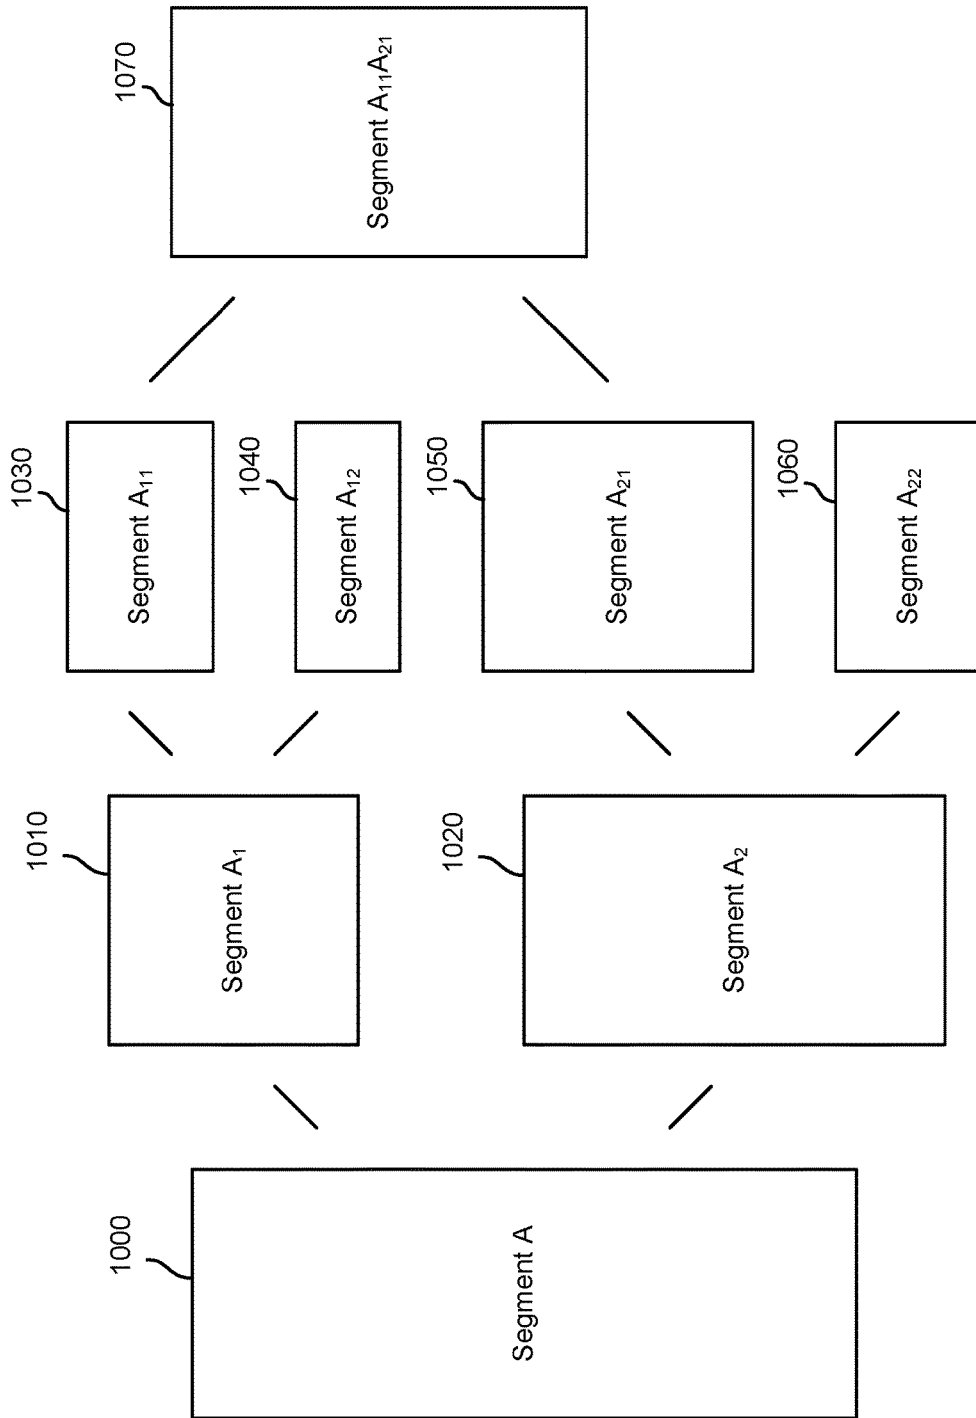 1000
Segment A
1010
Segment A₁
1020
Segment A₂
1030
Segment A₁₁
1040
Segment A₁₂
1050
Segment A₂₁
1060
Segment A₂₂
1070
Segment A₁₁A₂₁